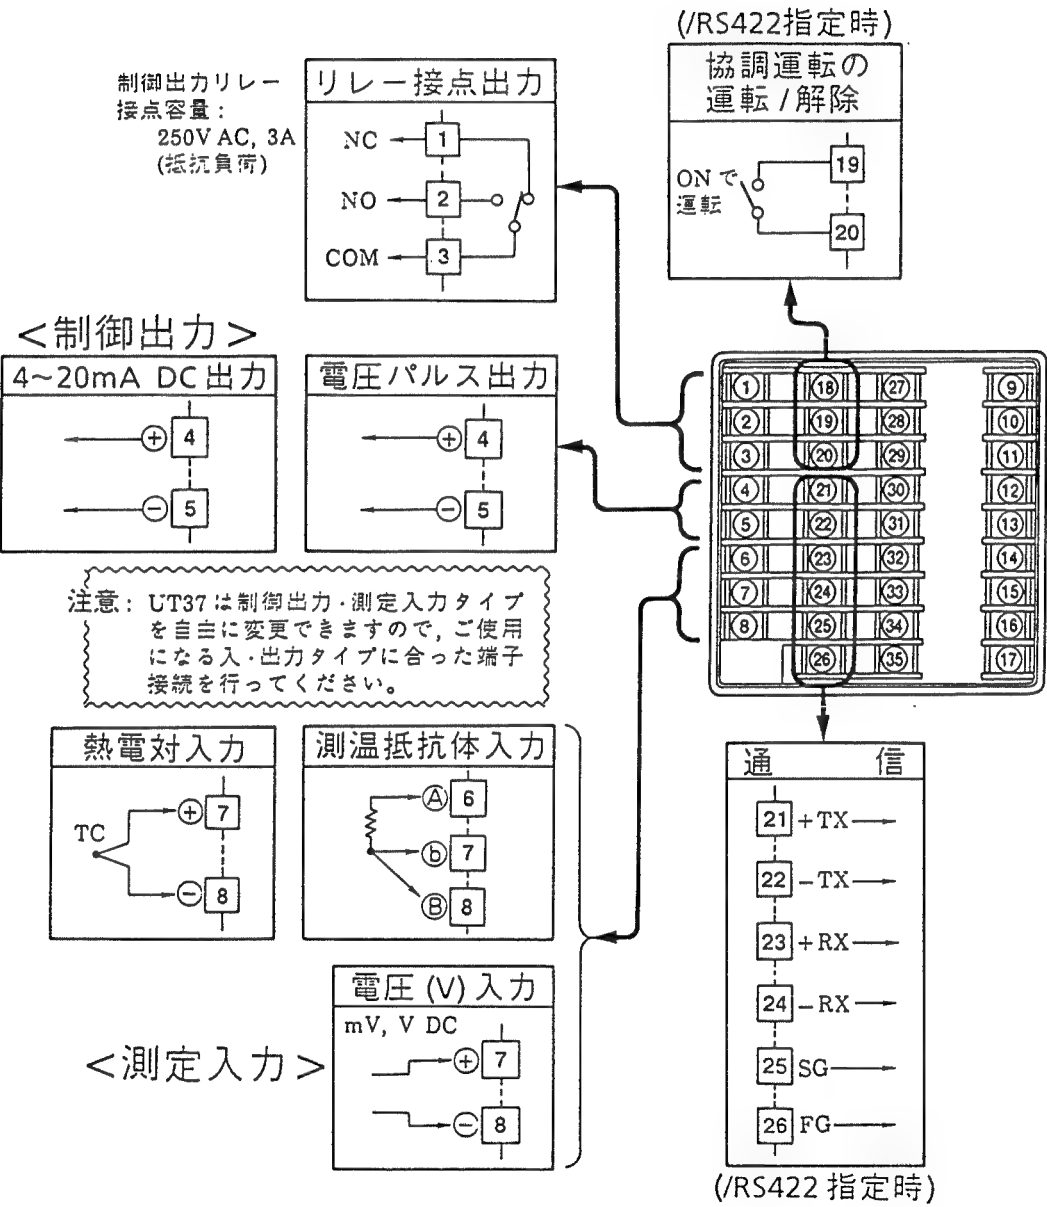 (/RS422指定時)
協調運転の
運転/解除
19
ONで
運転
20
制御出力リレー
接点容量:
250V AC, 3A
(抵抗負荷)
リレー接点出力
NC 1
NO 2
COM 3
<制御出力>
4~20mA DC出力
+ 4
− 5
電圧パルス出力
+ 4
− 5
1 18 27 9
2 19 28 10
3 20 29 11
4 21 30 12
5 22 31 13
6 23 32 14
7 24 33 15
8 25 34 16
26 35 17
注意: UT37は制御出力・測定入力タイプ
を自由に変更できますので, ご使用
になる入・出力タイプに合った端子
接続を行ってください。
熱電対入力
TC
+ 7
− 8
測温抵抗体入力
A 6
b 7
B 8
<測定入力>
電圧(V)入力
mV, V DC
+ 7
− 8
通 信
21 +TX
22 −TX
23 +RX
24 −RX
25 SG
26 FG
(/RS422指定時)